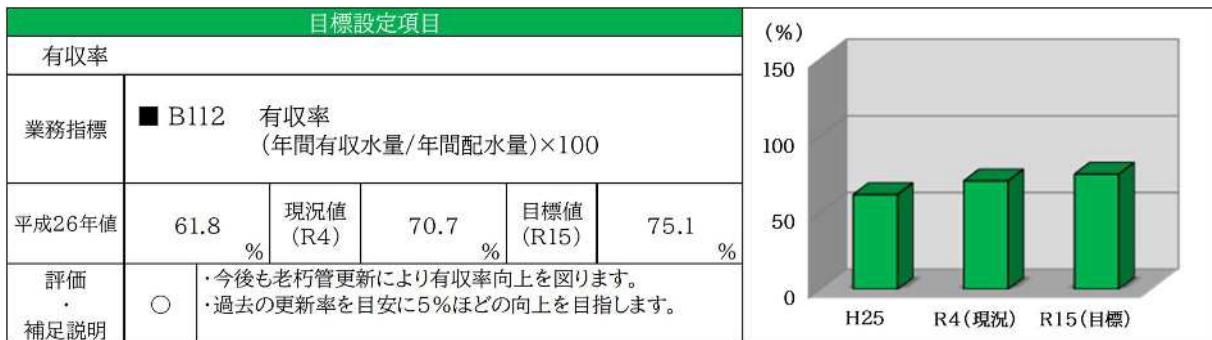 目標設定項目
有収率
業務指標
■ B112 有収率
(年間有収水量/年間配水量)×100
平成26年値
61.8
%
現況値
(R4)
70.7
%
目標値
(R15)
75.1
%
評価
・
補足説明
○
・今後も老朽管更新により有収率向上を図ります。
・過去の更新率を目安に5%ほどの向上を目指します。
(%)
150
100
50
0
H25 R4(現況) R15(目標)